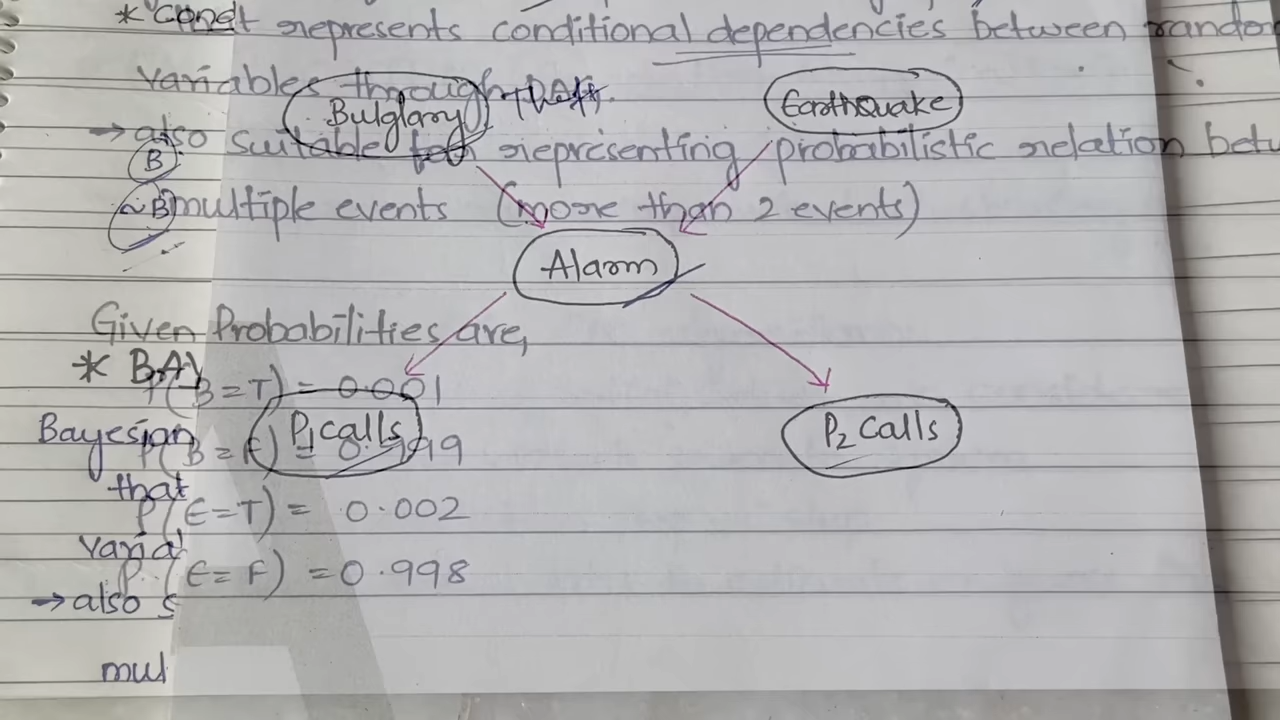 * Condt represents conditional dependencies between random
variables through
Bulglary
Earthquake
→ also suitable for representing probabilistic relation betw
B
~B
multiple events (more than 2 events)
Alarm
Given Probabilities are,
* BAY
P(B=T) = 0.001
Bayesian
P1 calls
P2 calls
P(B=F) = 0.999
that
P(E=T) = 0.002
varia
P(E=F) = 0.998
→ also s
mul